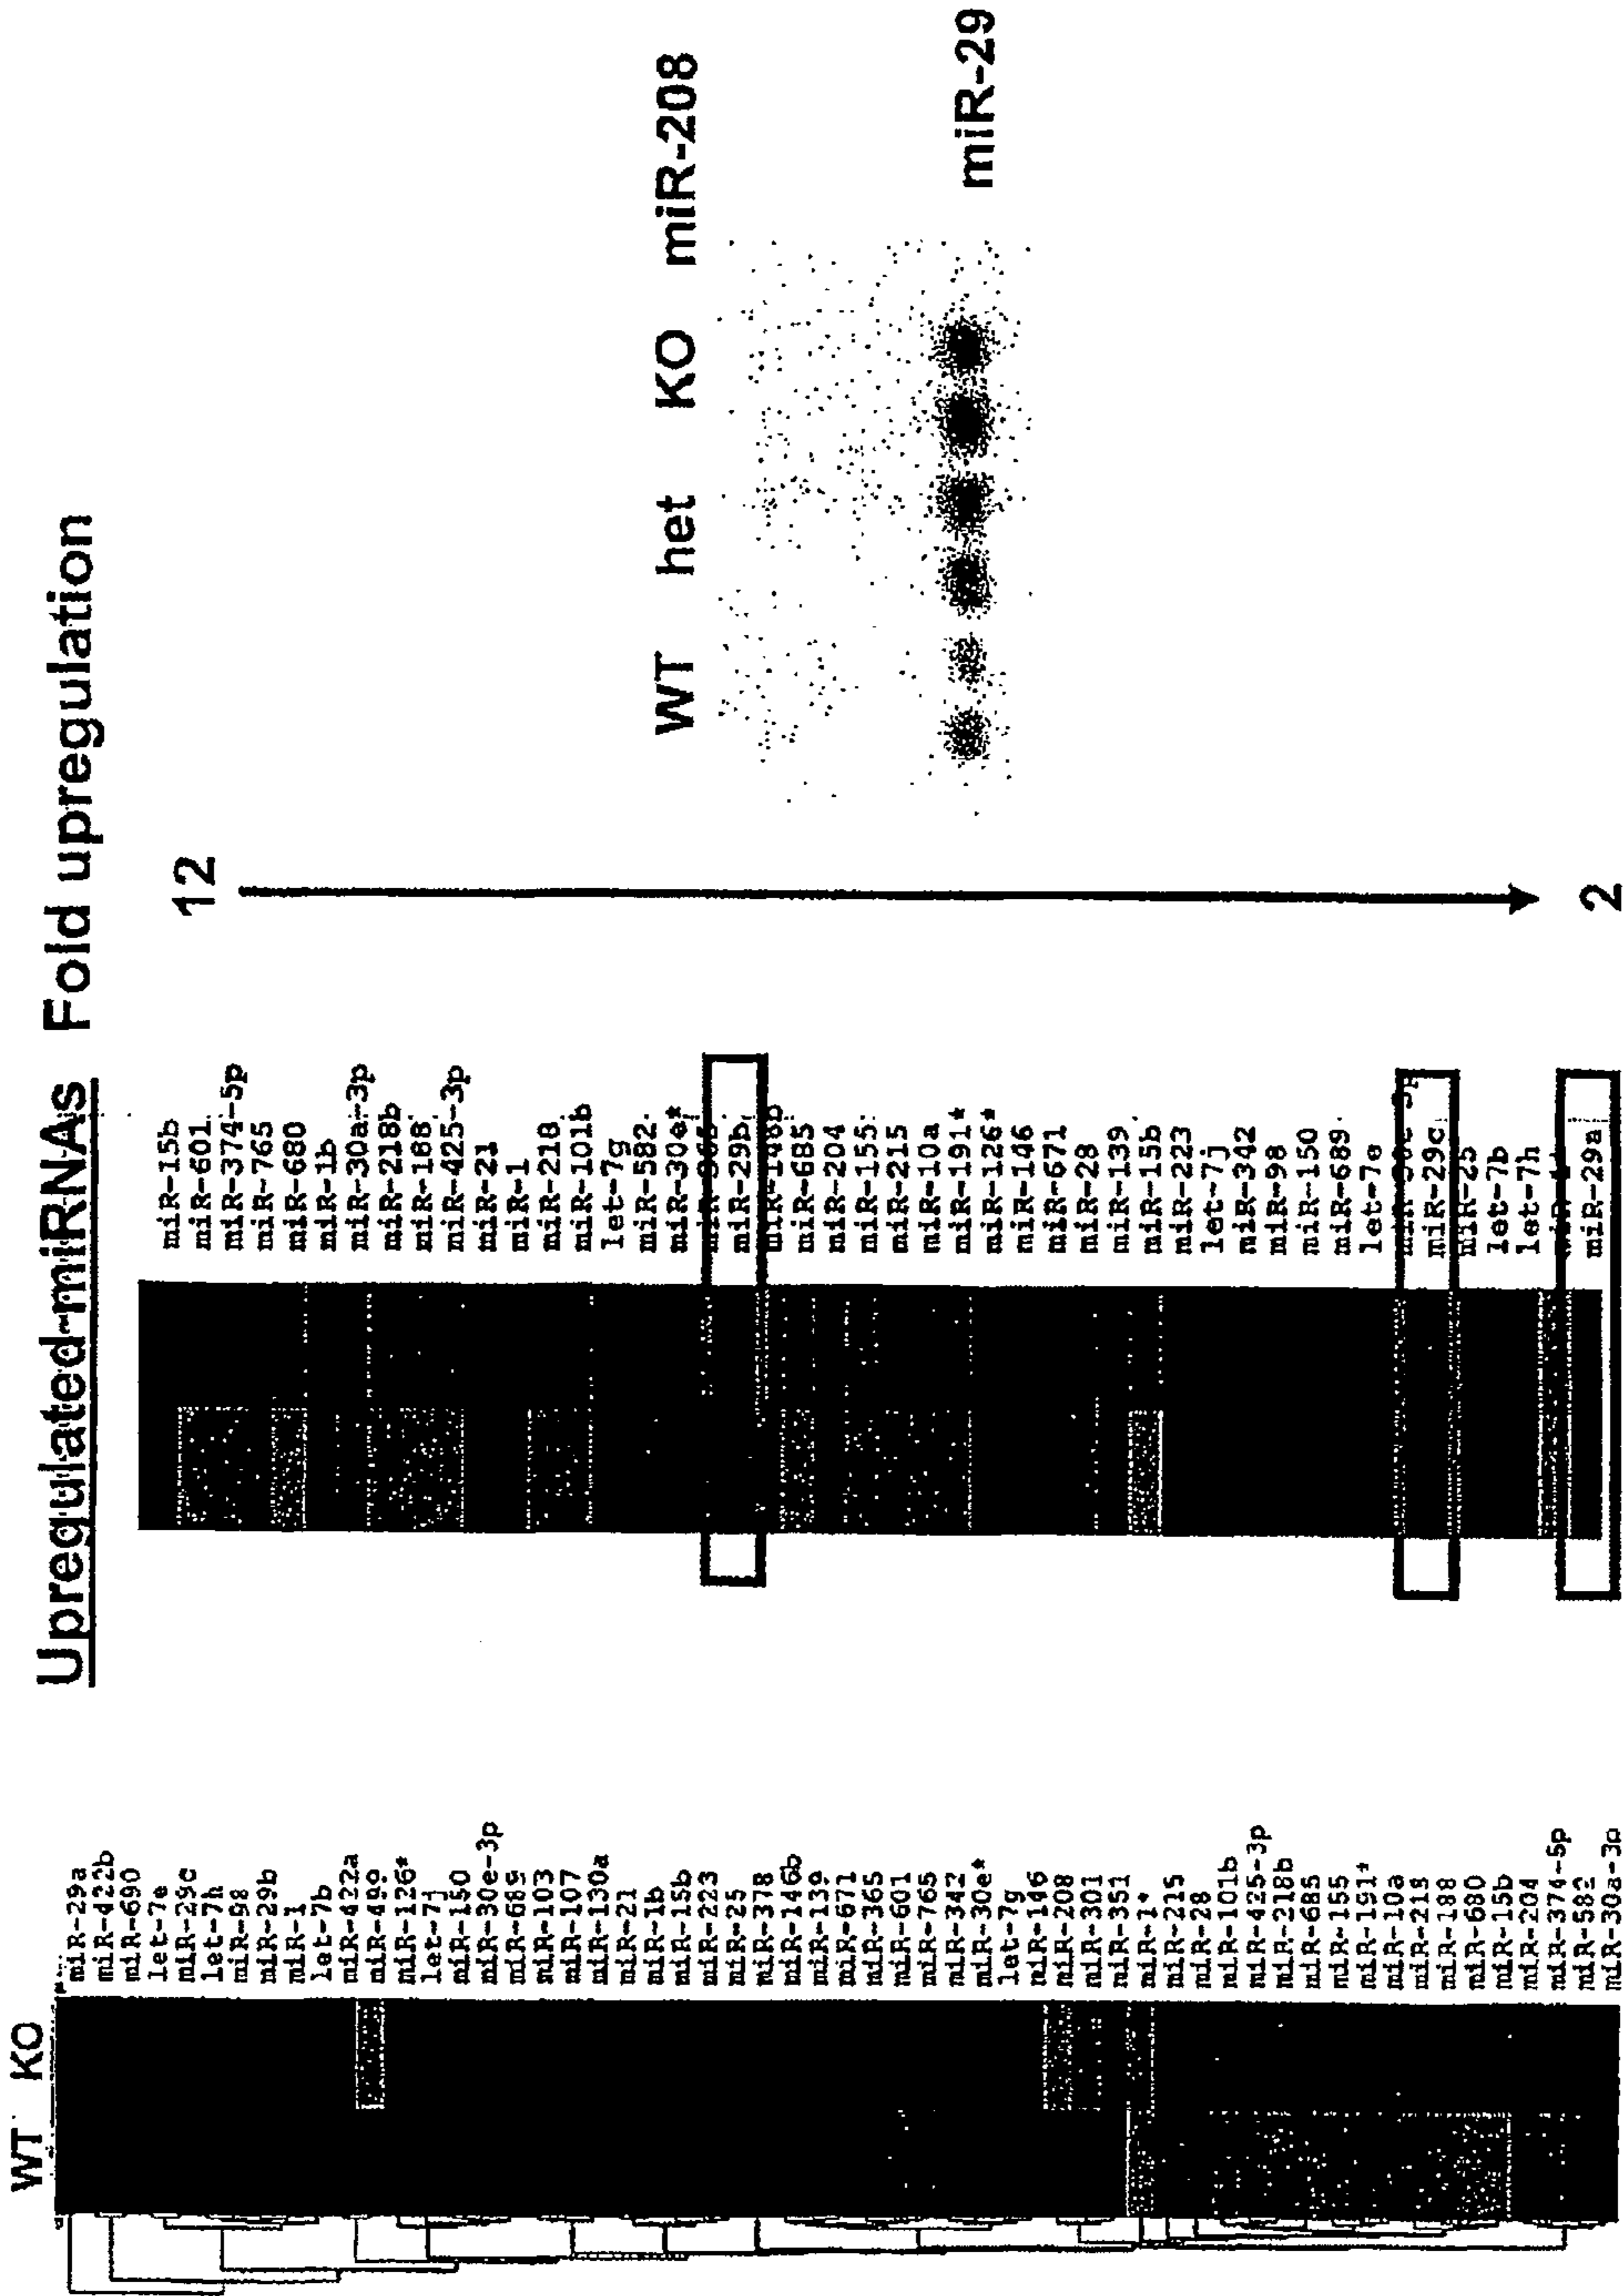 WT KO
miR-29a
miR-422b
miR-690
let-7e
miR-29c
let-7h
miR-98
miR-29b
miR-1
let-7b
miR-422a
miR-499
miR-126*
let-7j
miR-150
miR-30e-3p
miR-689
miR-103
miR-107
miR-130a
miR-21
miR-1b
miR-15b
miR-223
miR-25
miR-378
miR-146b
miR-139
miR-671
miR-365
miR-601
miR-765
miR-342
miR-30e*
let-7g
miR-146
miR-208
miR-301
miR-351
miR-1*
miR-215
miR-28
miR-101b
miR-425-3p
miR-218b
miR-685
miR-155
miR-191*
miR-10a
miR-188
miR-680
miR-15b
miR-204
miR-374-5p
miR-582
miR-30a-3p
Upregulated-miRNAs Fold upregulation
miR-15b
miR-601
miR-374-5p
miR-765
miR-680
miR-1b
miR-30a-3p
miR-218b
miR-188
miR-425-3p
miR-21
miR-1
miR-218
miR-101b
let-7g
miR-582
miR-30e*
miR-29b
miR-146b
miR-685
miR-204
miR-155
miR-215
miR-10a
miR-191*
miR-126*
miR-146
miR-671
miR-28
miR-139
miR-15b
miR-223
let-7j
miR-342
miR-98
miR-150
miR-689
let-7e
miR-29c
miR-25
let-7b
let-7h
miR-29a
12
2
WT het KO miR-208
miR-29